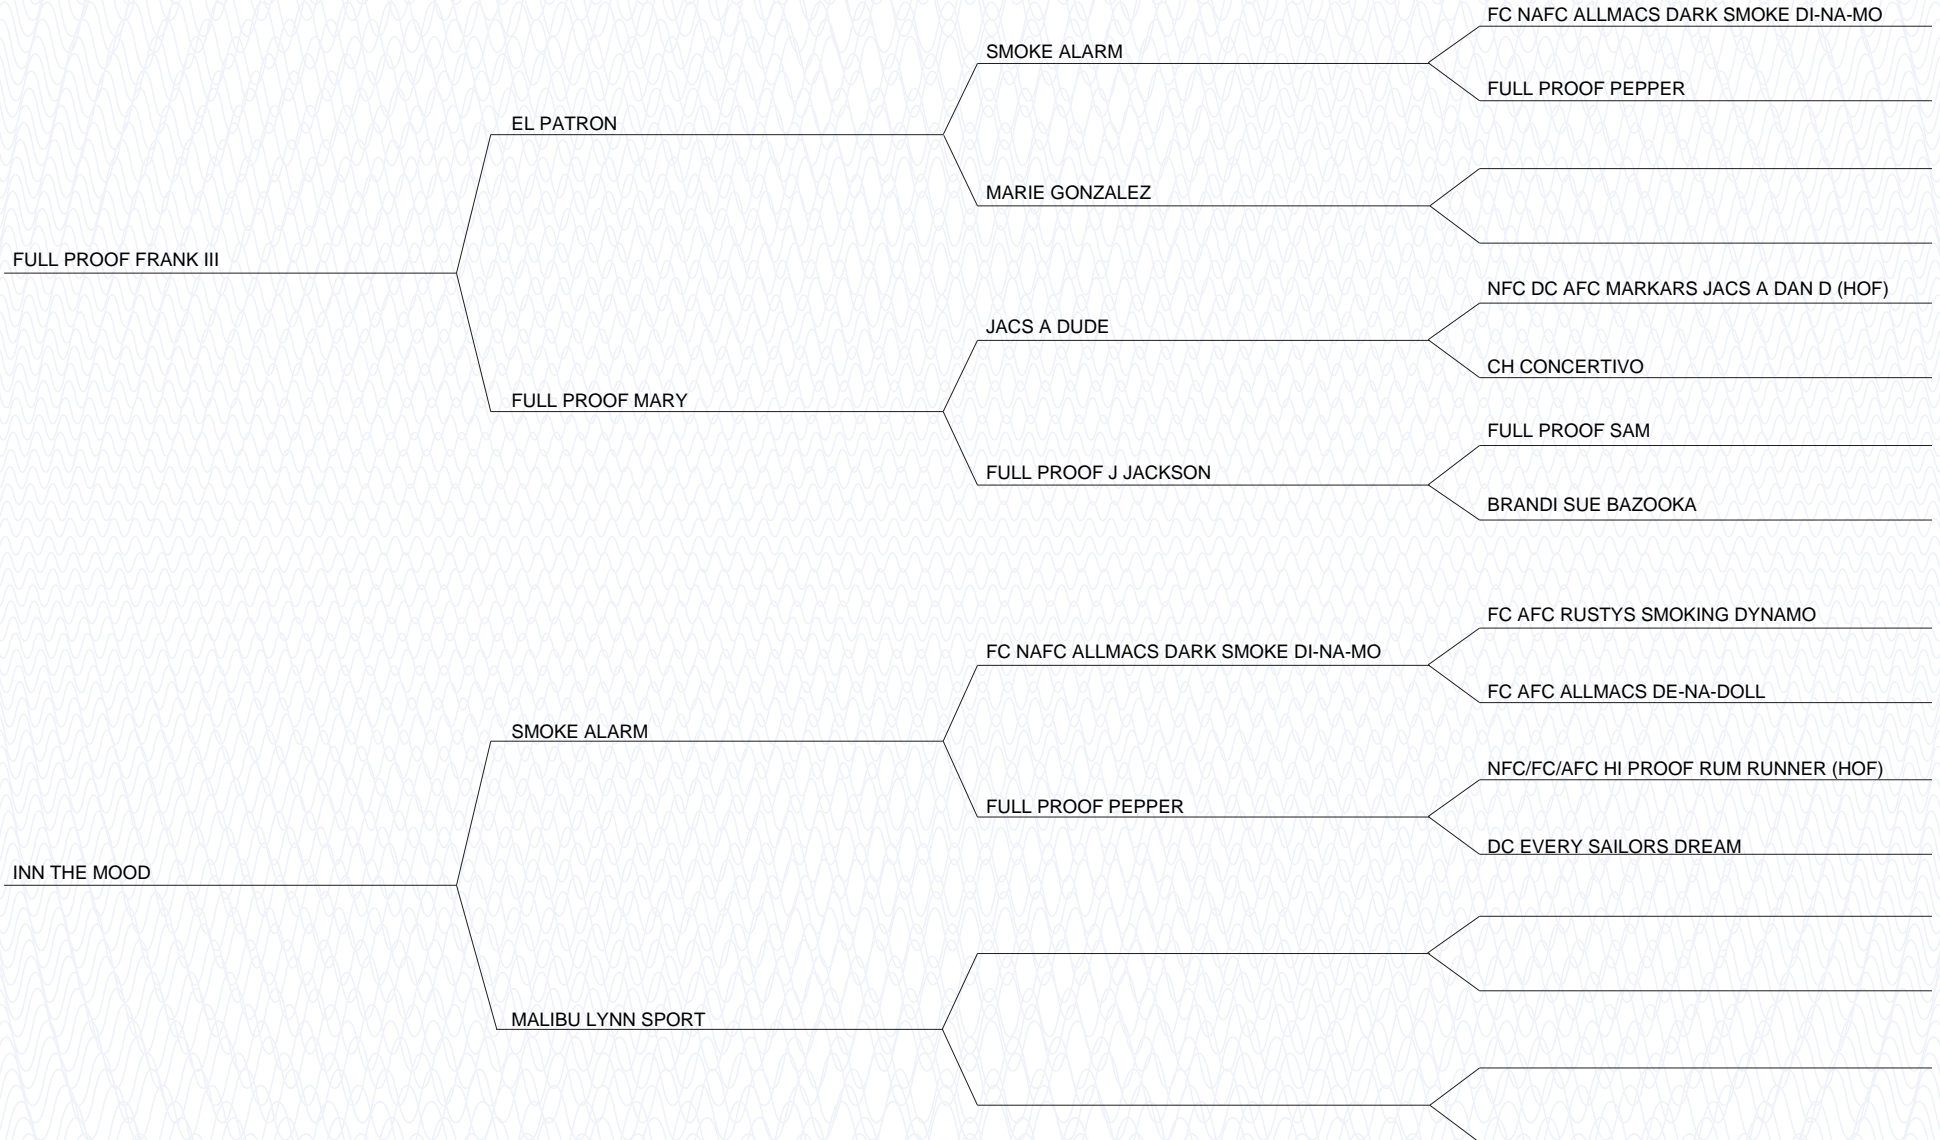 FC NAFC ALLMACS DARK SMOKE DI-NA-MO
SMOKE ALARM
FULL PROOF PEPPER
EL PATRON
MARIE GONZALEZ
FULL PROOF FRANK III
NFC DC AFC MARKARS JACS A DAN D (HOF)
JACS A DUDE
CH CONCERTIVO
FULL PROOF MARY
FULL PROOF SAM
FULL PROOF J JACKSON
BRANDI SUE BAZOOKA
FC AFC RUSTYS SMOKING DYNAMO
FC NAFC ALLMACS DARK SMOKE DI-NA-MO
FC AFC ALLMACS DE-NA-DOLL
SMOKE ALARM
NFC/FC/AFC HI PROOF RUM RUNNER (HOF)
FULL PROOF PEPPER
DC EVERY SAILORS DREAM
INN THE MOOD
MALIBU LYNN SPORT